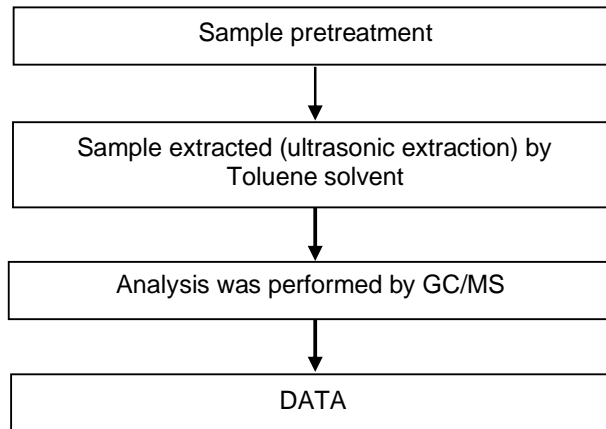 Sample pretreatment
Sample extracted (ultrasonic extraction) by
Toluene solvent
Analysis was performed by GC/MS
DATA